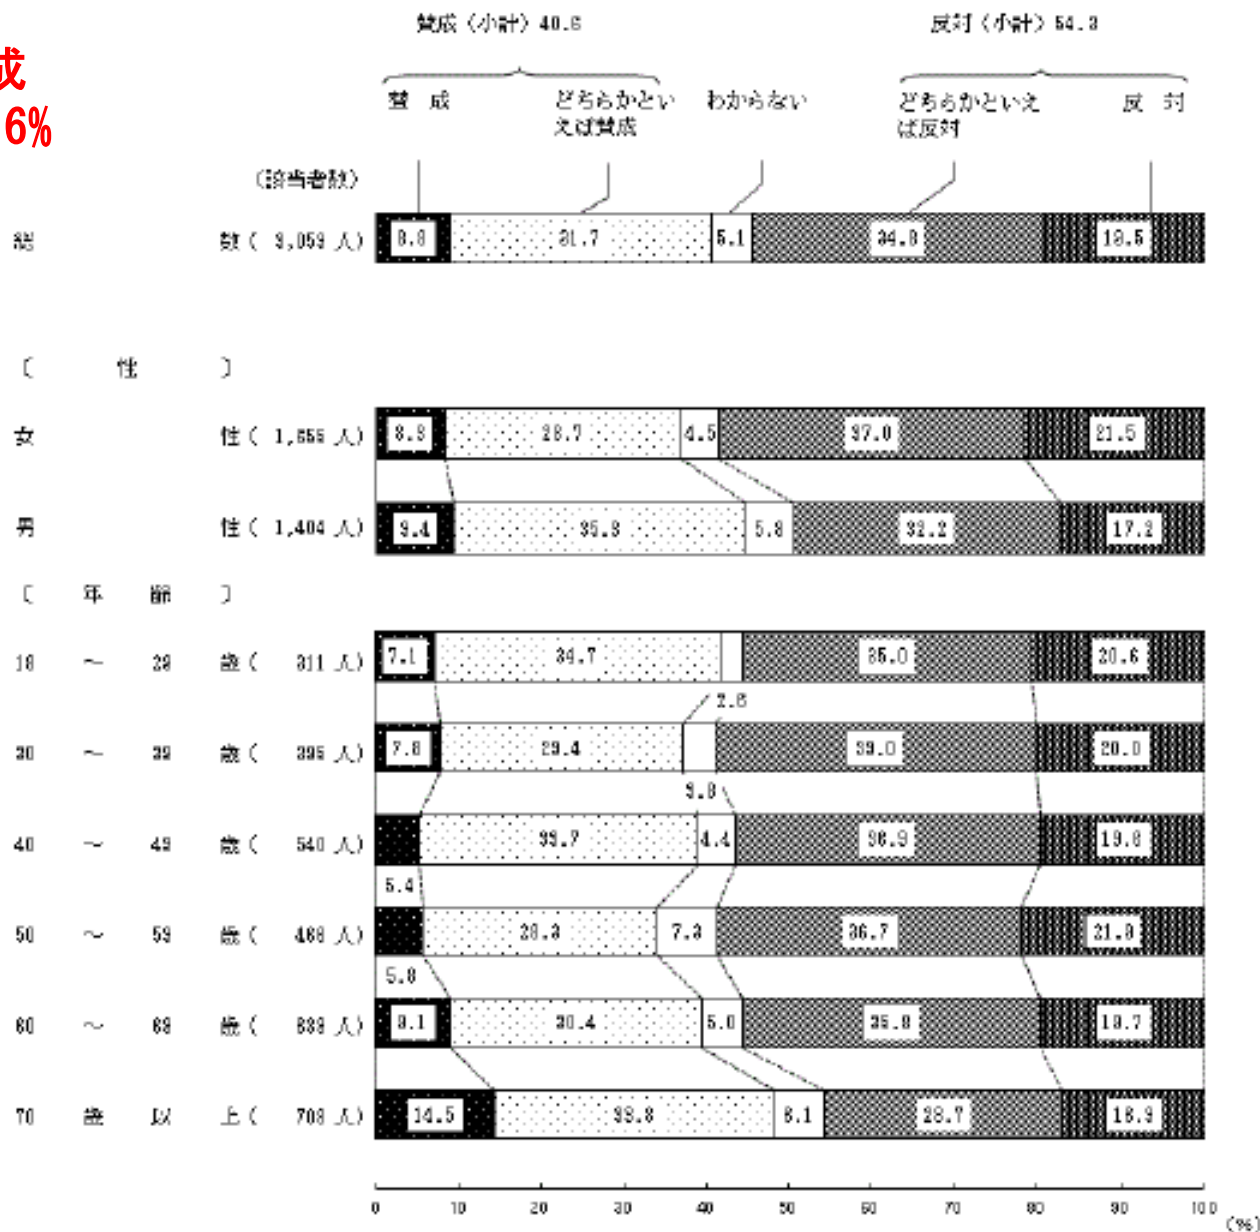 成
6%
賛成（小計）40.6 反対（小計）54.3
賛 成 どちらかとい わからない どちらかといえ 反 対
えば賛成 ば反対
（該当者数）
総 数（ 3,059 人） 8.8 31.7 5.1 34.8 19.5
〔 性 〕
女 性（ 1,655 人） 8.3 28.7 4.5 37.0 21.5
男 性（ 1,404 人） 9.4 35.3 5.8 32.2 17.2
〔 年 齢 〕
18 ～ 29 歳（ 311 人） 7.1 34.7 35.0 20.6
2.6
30 ～ 39 歳（ 395 人） 7.8 29.4 39.0 20.0
3.8
40 ～ 49 歳（ 540 人） 33.7 4.4 36.9 19.6
5.4
50 ～ 59 歳（ 人） 28.3 7.3 36.7 21.9
5.8
60 ～ 69 歳（ 639 人） 9.1 30.4 5.0 35.8 19.7
70 歳 以 上（ 708 人） 14.5 33.8 6.1 28.7 16.9
0 10 20 30 40 50 60 70 80 90 100
(%)